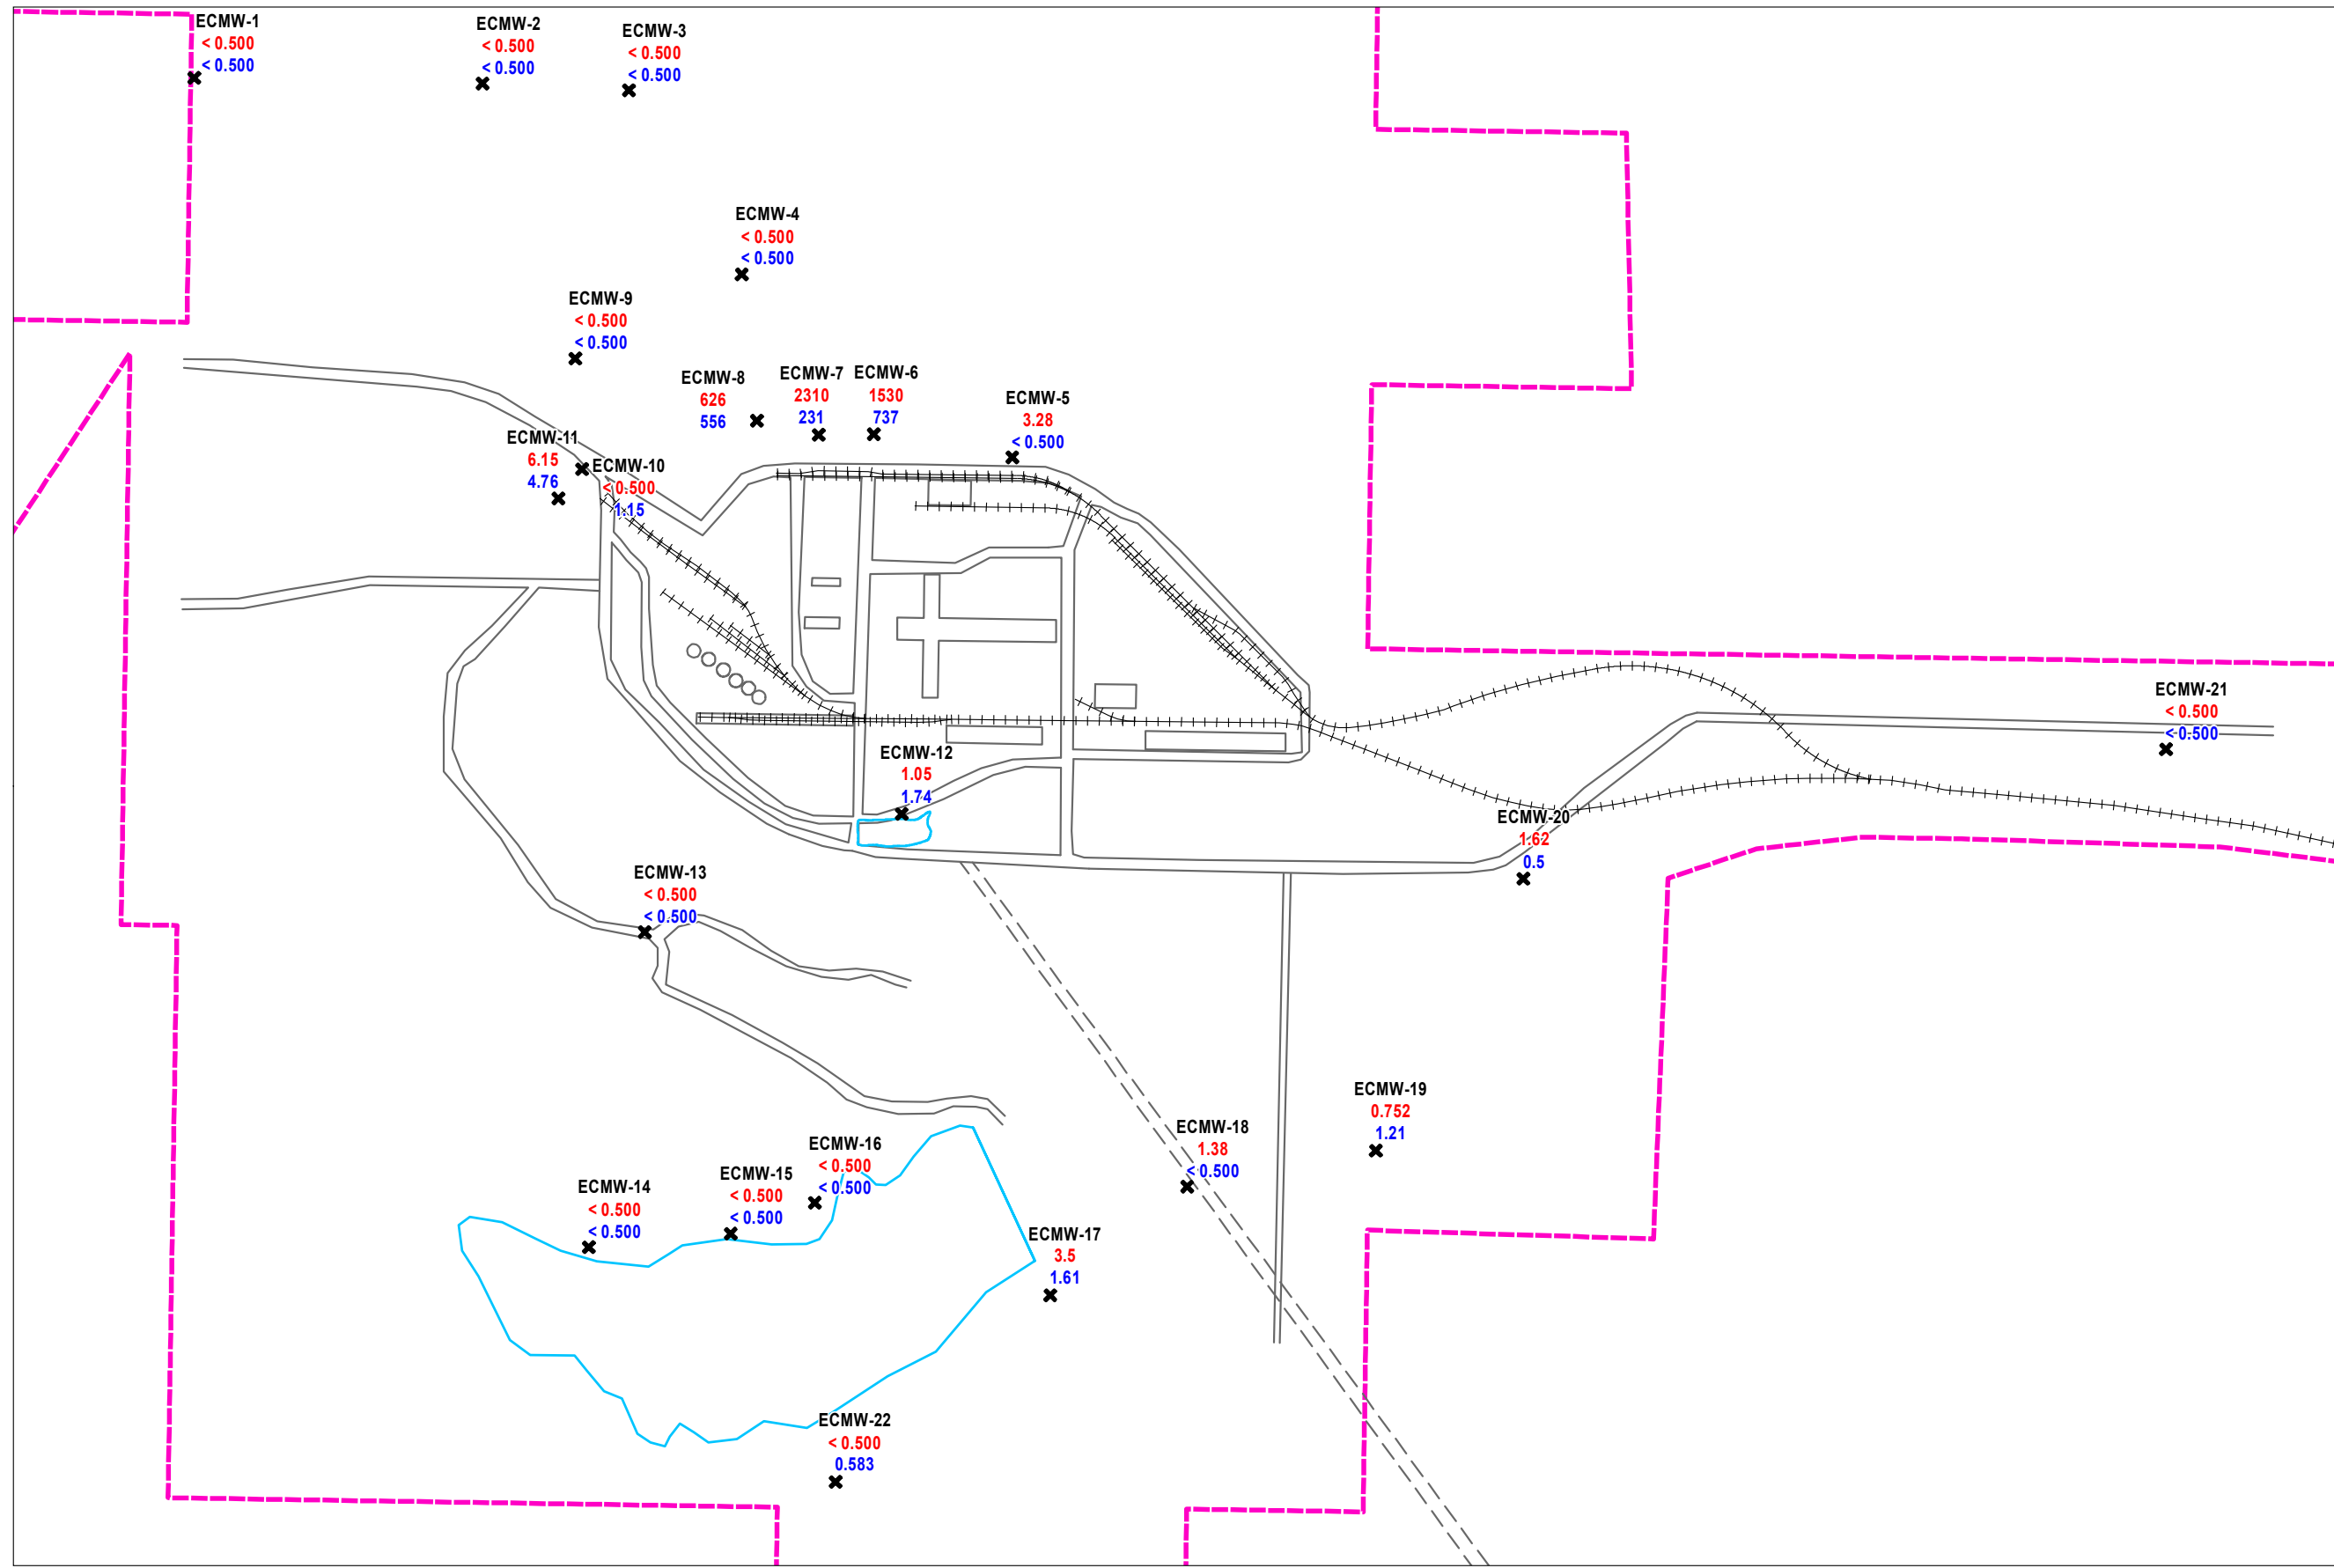 ECMW-1
< 0.500
< 0.500
ECMW-2
< 0.500
< 0.500
ECMW-3
< 0.500
< 0.500
ECMW-4
< 0.500
< 0.500
ECMW-9
< 0.500
< 0.500
ECMW-8
626
556
ECMW-7
2310
231
ECMW-6
1530
737
ECMW-5
3.28
< 0.500
ECMW-11
6.15
4.76
ECMW-10
< 0.500
1.15
ECMW-12
1.05
1.74
ECMW-21
< 0.500
< 0.500
ECMW-20
1.62
0.5
ECMW-13
< 0.500
< 0.500
ECMW-19
0.752
1.21
ECMW-18
1.38
< 0.500
ECMW-16
< 0.500
< 0.500
ECMW-15
< 0.500
< 0.500
ECMW-14
< 0.500
< 0.500
ECMW-17
3.5
1.61
ECMW-22
< 0.500
0.583